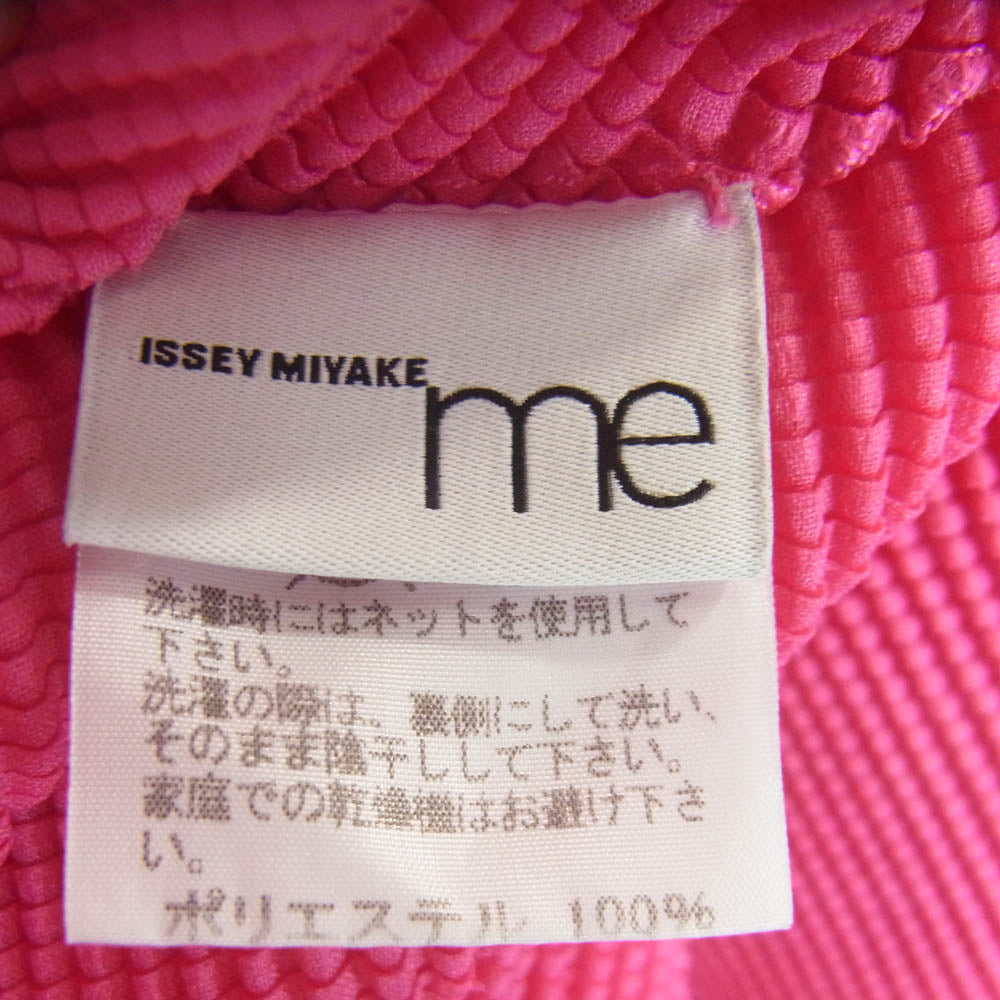 ISSEY MIYAKE
me
洗濯時にはネットを使用して
下さい。
洗濯の際は、裏側にして洗い、
そのまま陰干しして下さい。
家庭での乾燥機はお避け下さ
い。
ポリエステル 100%